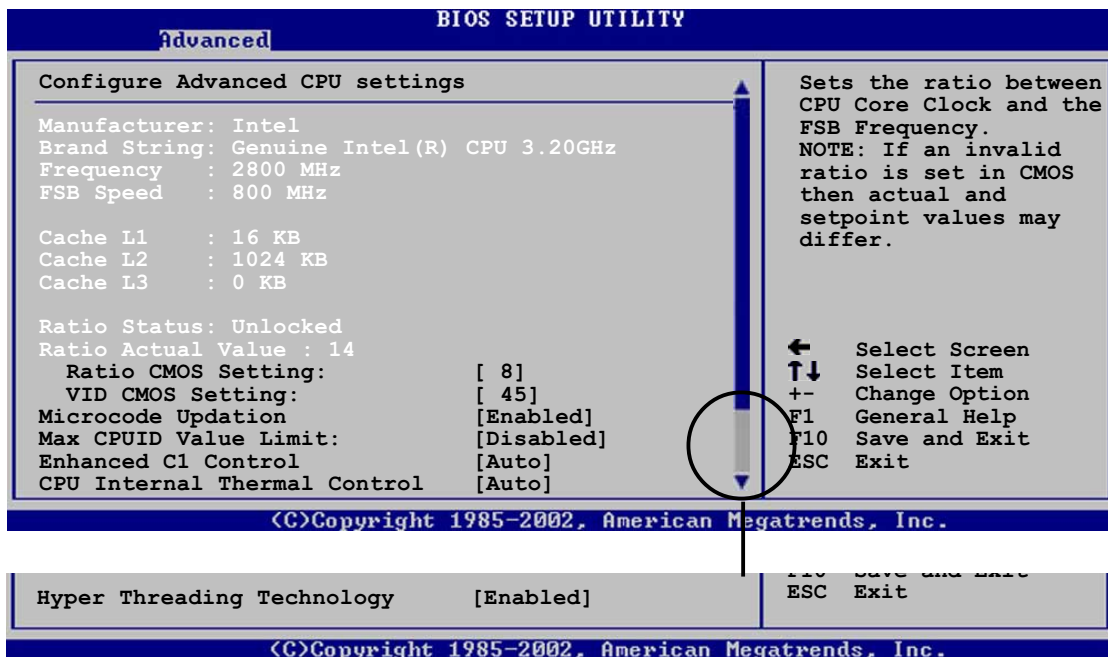 BIOS SETUP UTILITY
Advanced
Configure Advanced CPU settings
Manufacturer: Intel
Brand String: Genuine Intel(R) CPU 3.20GHz
Frequency : 2800 MHz
FSB Speed : 800 MHz
Cache L1 : 16 KB
Cache L2 : 1024 KB
Cache L3 : 0 KB
Ratio Status: Unlocked
Ratio Actual Value : 14
Ratio CMOS Setting: [ 8]
VID CMOS Setting: [ 45]
Microcode Updation [Enabled]
Max CPUID Value Limit: [Disabled]
Enhanced C1 Control [Auto]
CPU Internal Thermal Control [Auto]
Sets the ratio between
CPU Core Clock and the
FSB Frequency.
NOTE: If an invalid
ratio is set in CMOS
then actual and
setpoint values may
differ.
← Select Screen
↑↓ Select Item
+- Change Option
F1 General Help
F10 Save and Exit
ESC Exit
(C)Copyright 1985-2002, American Megatrends, Inc.
Hyper Threading Technology [Enabled]
F10 Save and Exit
ESC Exit
(C)Copyright 1985-2002, American Megatrends, Inc.